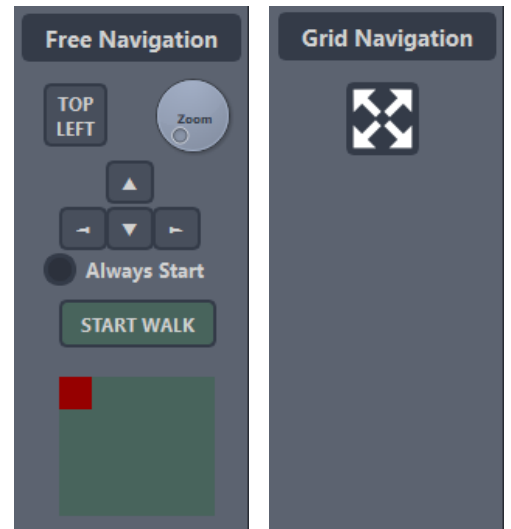 Free Navigation
TOP
LEFT
Zoom
Always Start
START WALK
Grid Navigation